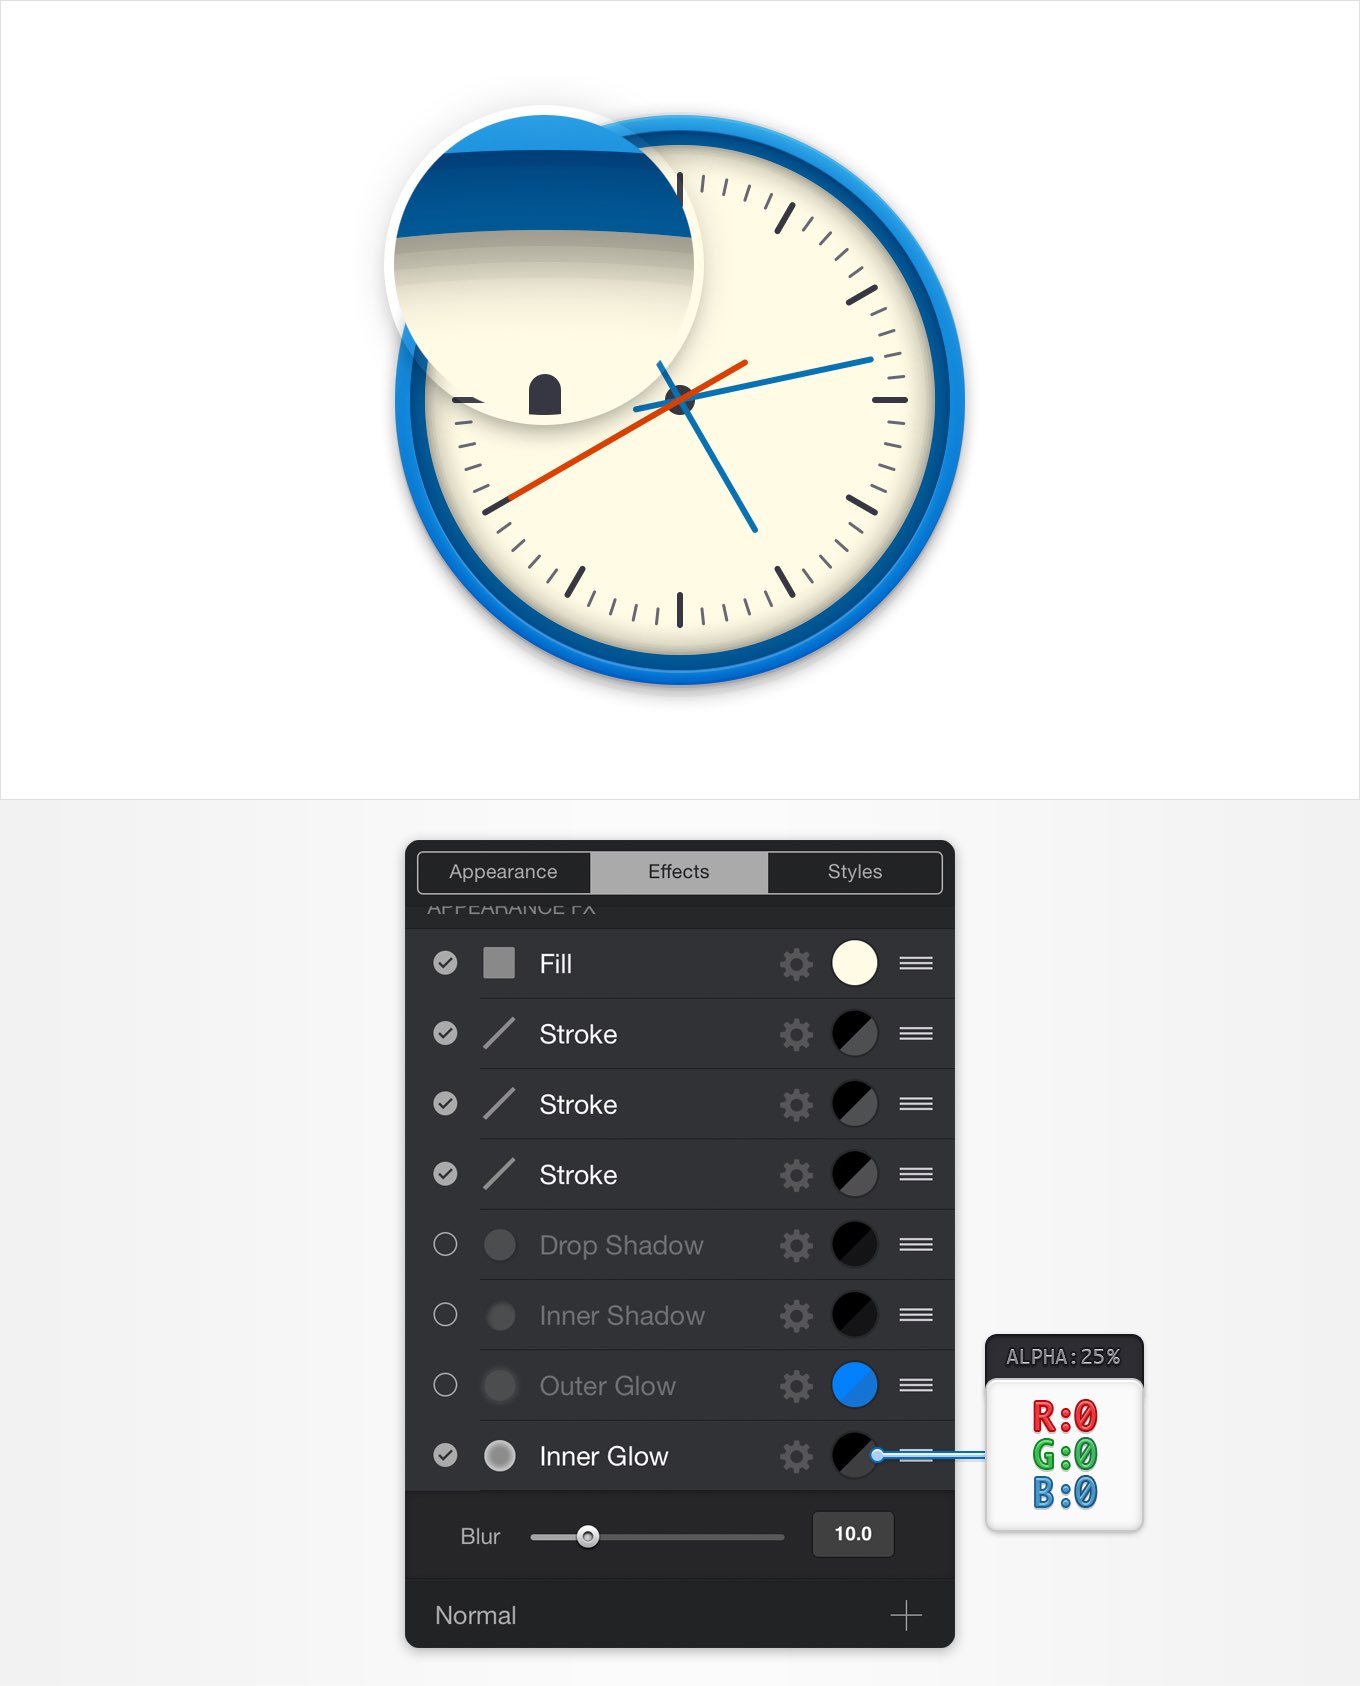 Appearance Effects Styles
APPEARANCE FX
Fill
Stroke
Stroke
Stroke
Drop Shadow
Inner Shadow
Outer Glow
Inner Glow
ALPHA:25%
R:0
G:0
B:0
Blur 10.0
Normal